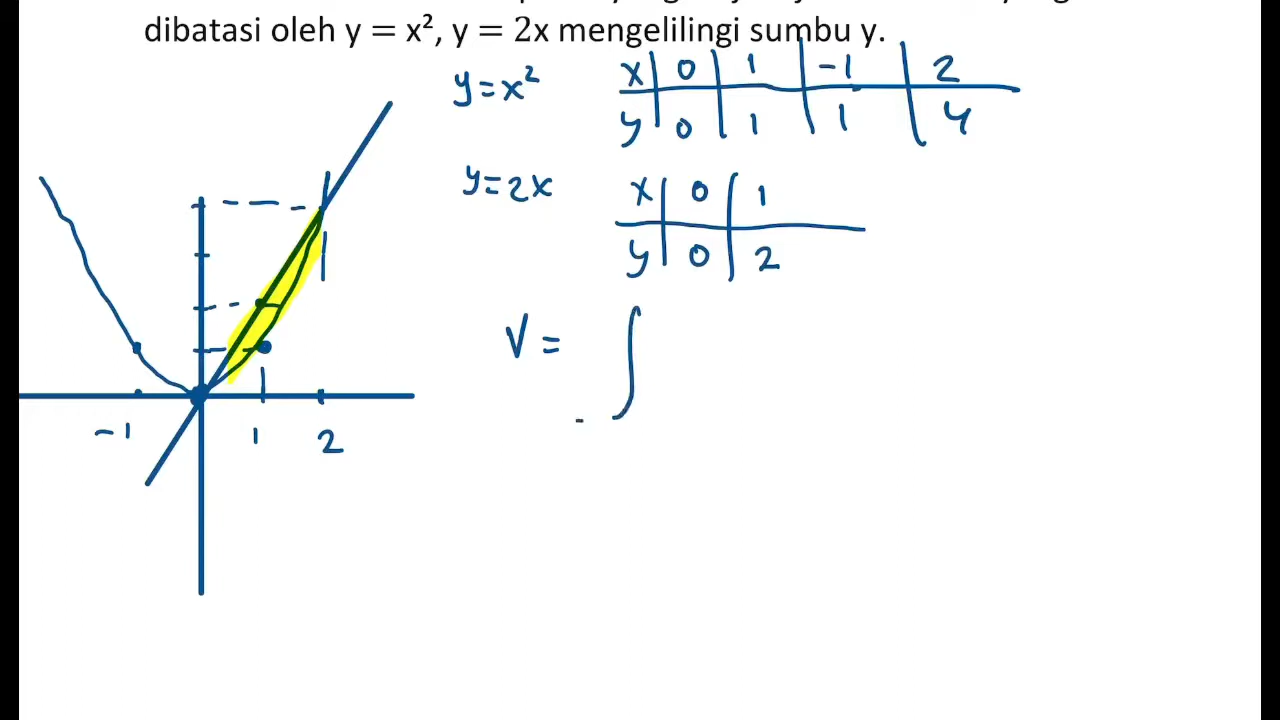 dibatasi oleh y = x², y = 2x mengelilingi sumbu y.
y=x²
x 0 1 -1 2
y 0 1 1 4
y=2x
x 0 1
y 0 2
V = ∫
-1 1 2